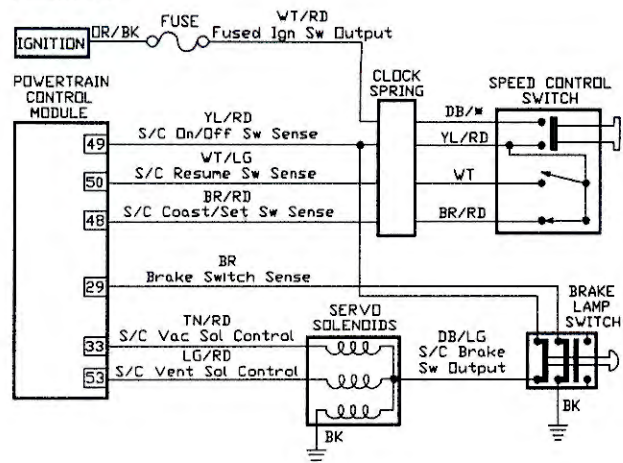 FUSE
WT/RD
IGNITION
OR/BK
Fused Ign Sw Output
POWERTRAIN
CONTROL
MODULE
CLOCK
SPRING
SPEED CONTROL
SWITCH
YL/RD
DB/*
49
S/C On/Off Sw Sense
YL/RD
WT/LG
50
S/C Resume Sw Sense
WT
BR/RD
48
S/C Coast/Set Sw Sense
BR/RD
BR
29
Brake Switch Sense
BRAKE
LAMP
SWITCH
SERVO
SOLENOIDS
TN/RD
33
S/C Vac Sol Control
DB/LG
S/C Brake
Sw Output
LG/RD
53
S/C Vent Sol Control
BK
BK